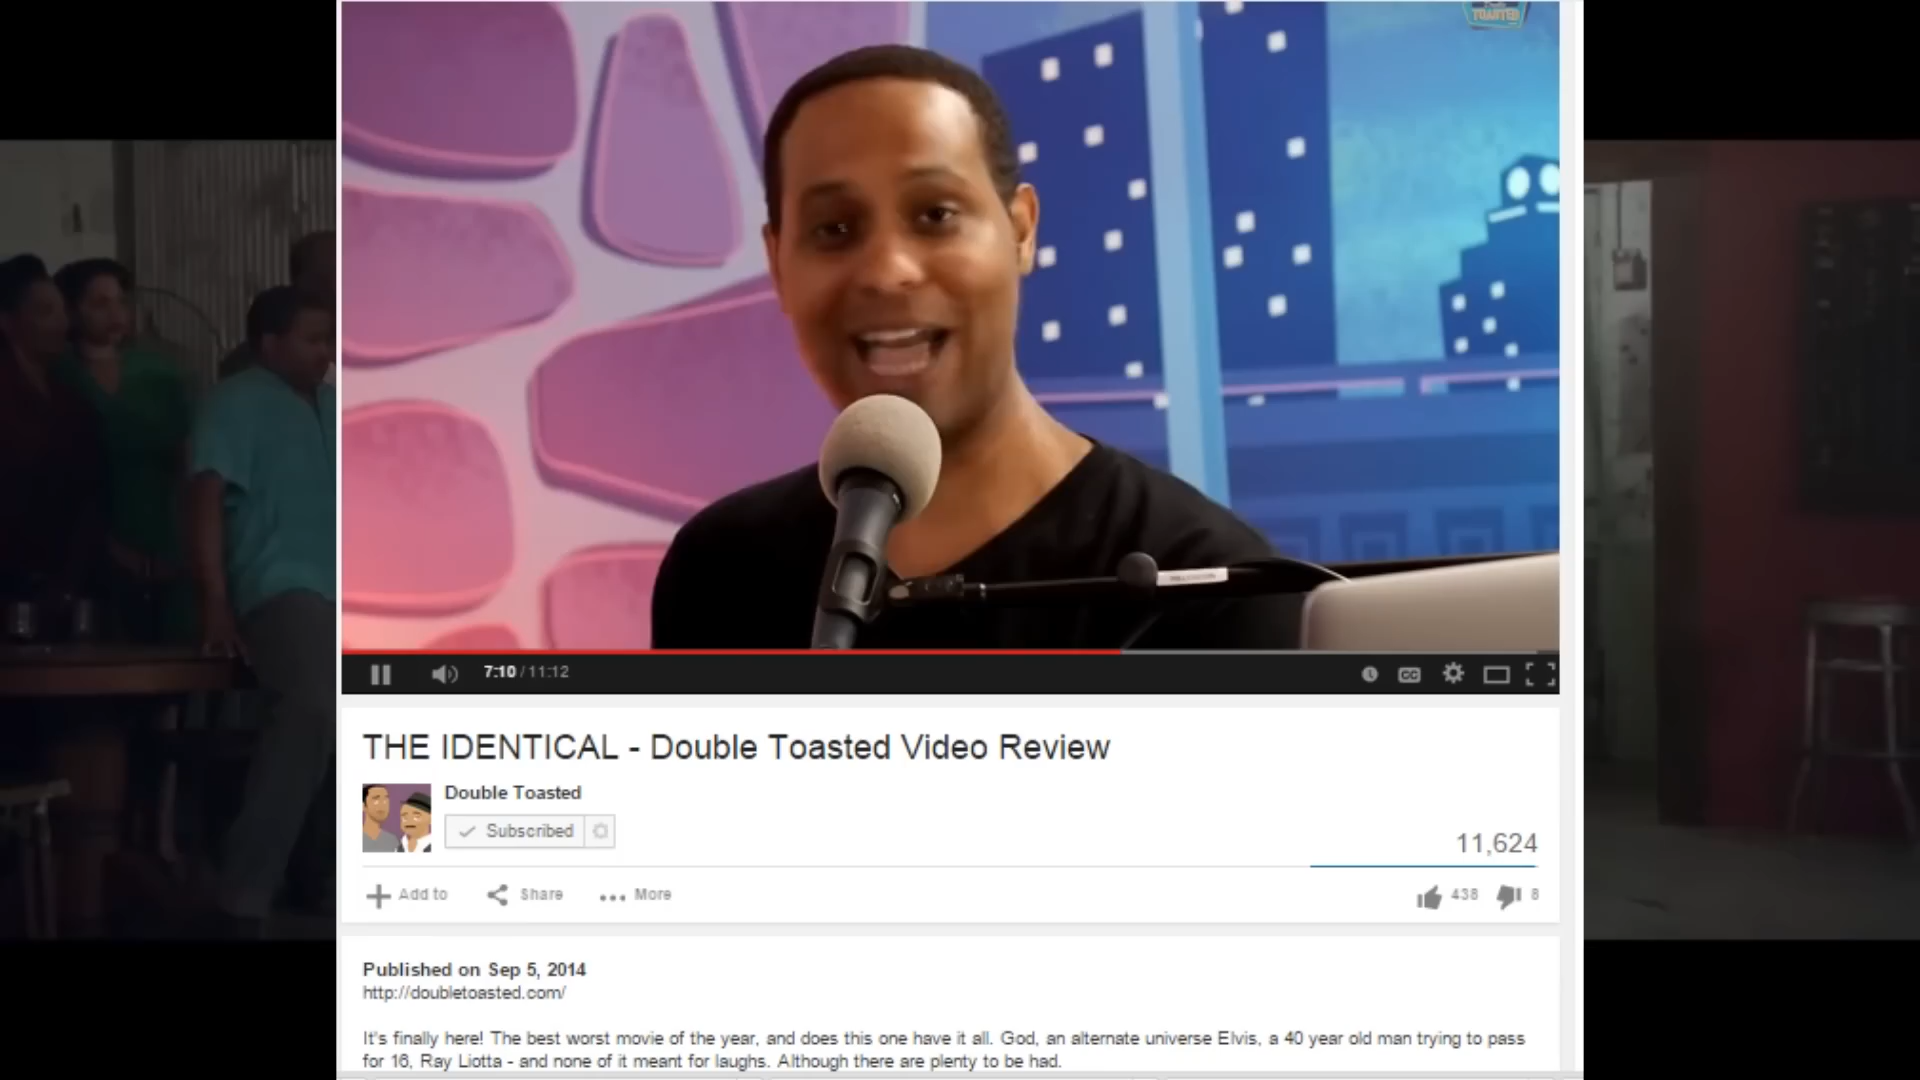 TOASTED
7:10 / 11:12
CC
THE IDENTICAL - Double Toasted Video Review
Double Toasted
Subscribed
11,624
Add to Share More
438 8
Published on Sep 5, 2014
http://doubletoasted.com/
It's finally here! The best worst movie of the year, and does this one have it all. God, an alternate universe Elvis, a 40 year old man trying to pass
for 16, Ray Liotta - and none of it meant for laughs. Although there are plenty to be had.